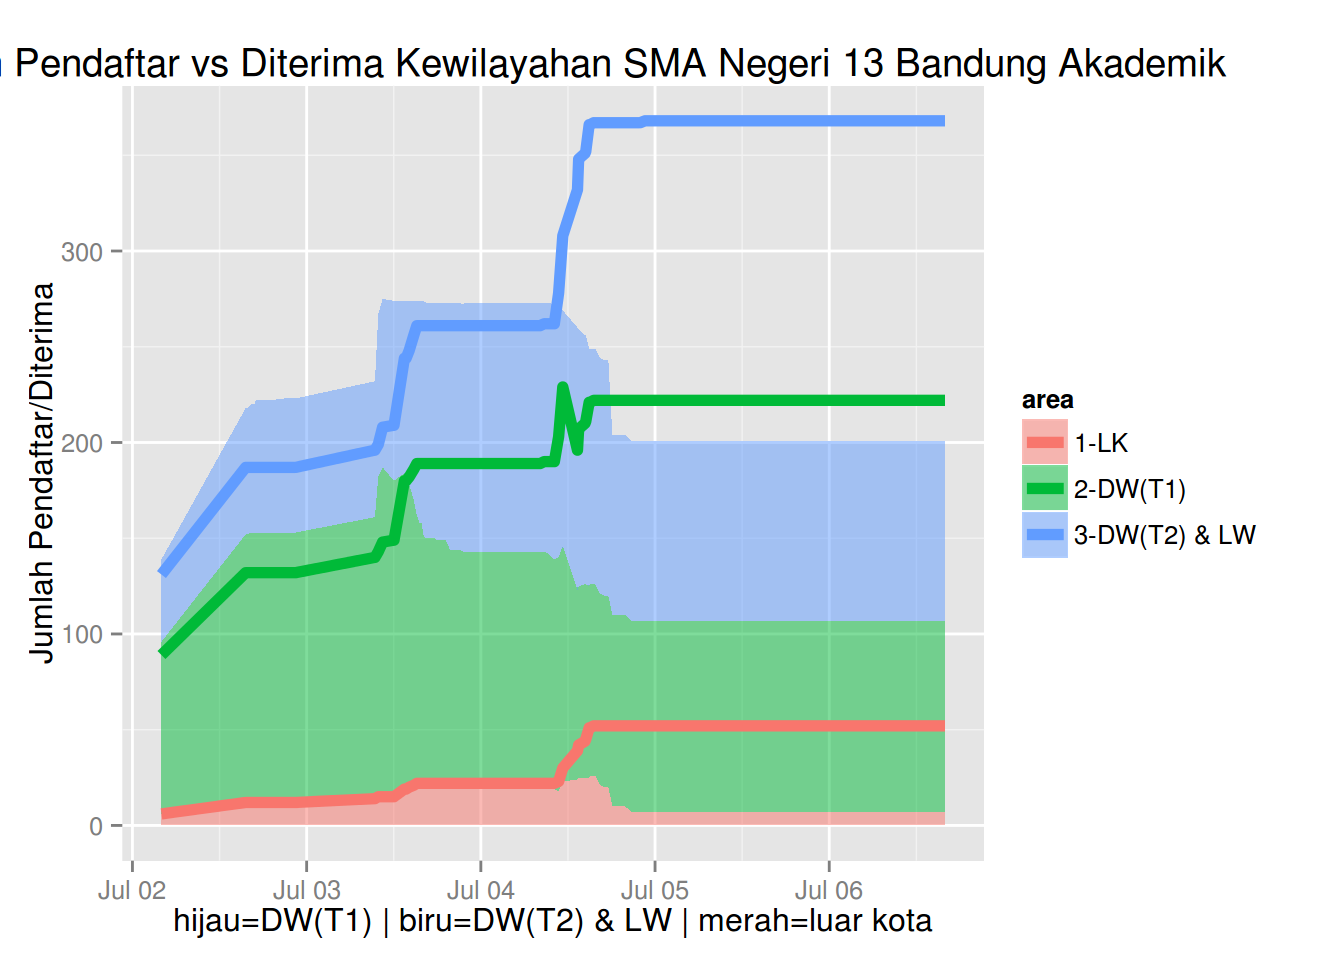 Pendaftar vs Diterima Kewilayahan SMA Negeri 13 Bandung Akademik
Jumlah Pendaftar/Diterima
300
200
100
0
Jul 02 Jul 03 Jul 04 Jul 05 Jul 06
hijau=DW(T1) | biru=DW(T2) & LW | merah=luar kota
area
1-LK
2-DW(T1)
3-DW(T2) & LW